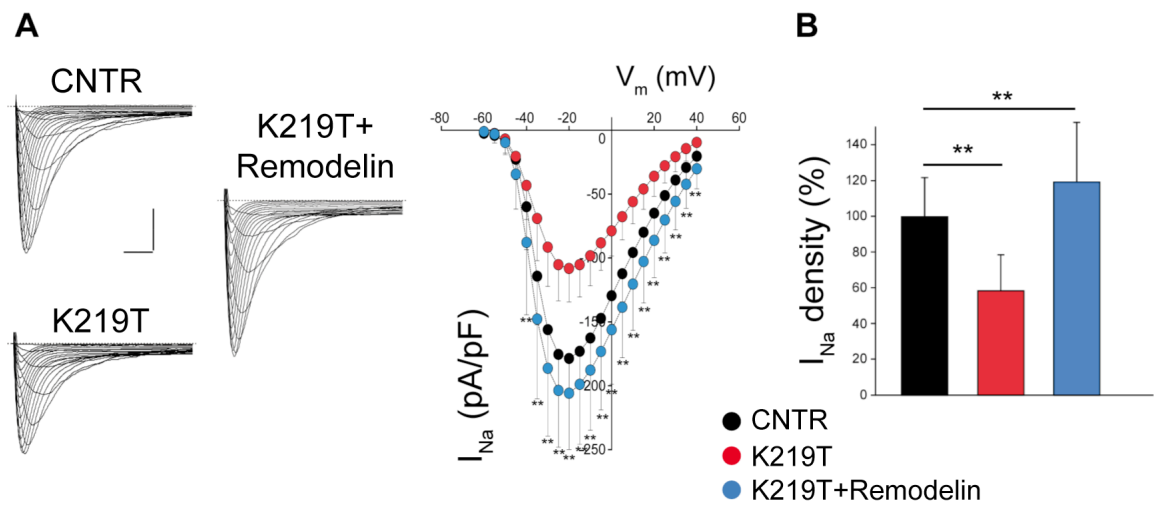 A
CNTR
K219T+
Remodelin
K219T
Vm (mV)
-80 -60 -40 -20 0 20 40 60
-50
-100
-150
-200
-250
INa (pA/pF)
** ** ** ** ** ** ** ** ** ** ** ** ** ** ** ** **
B
**
**
140
120
100
80
60
40
20
0
INa density (%)
CNTR
K219T
K219T+Remodelin